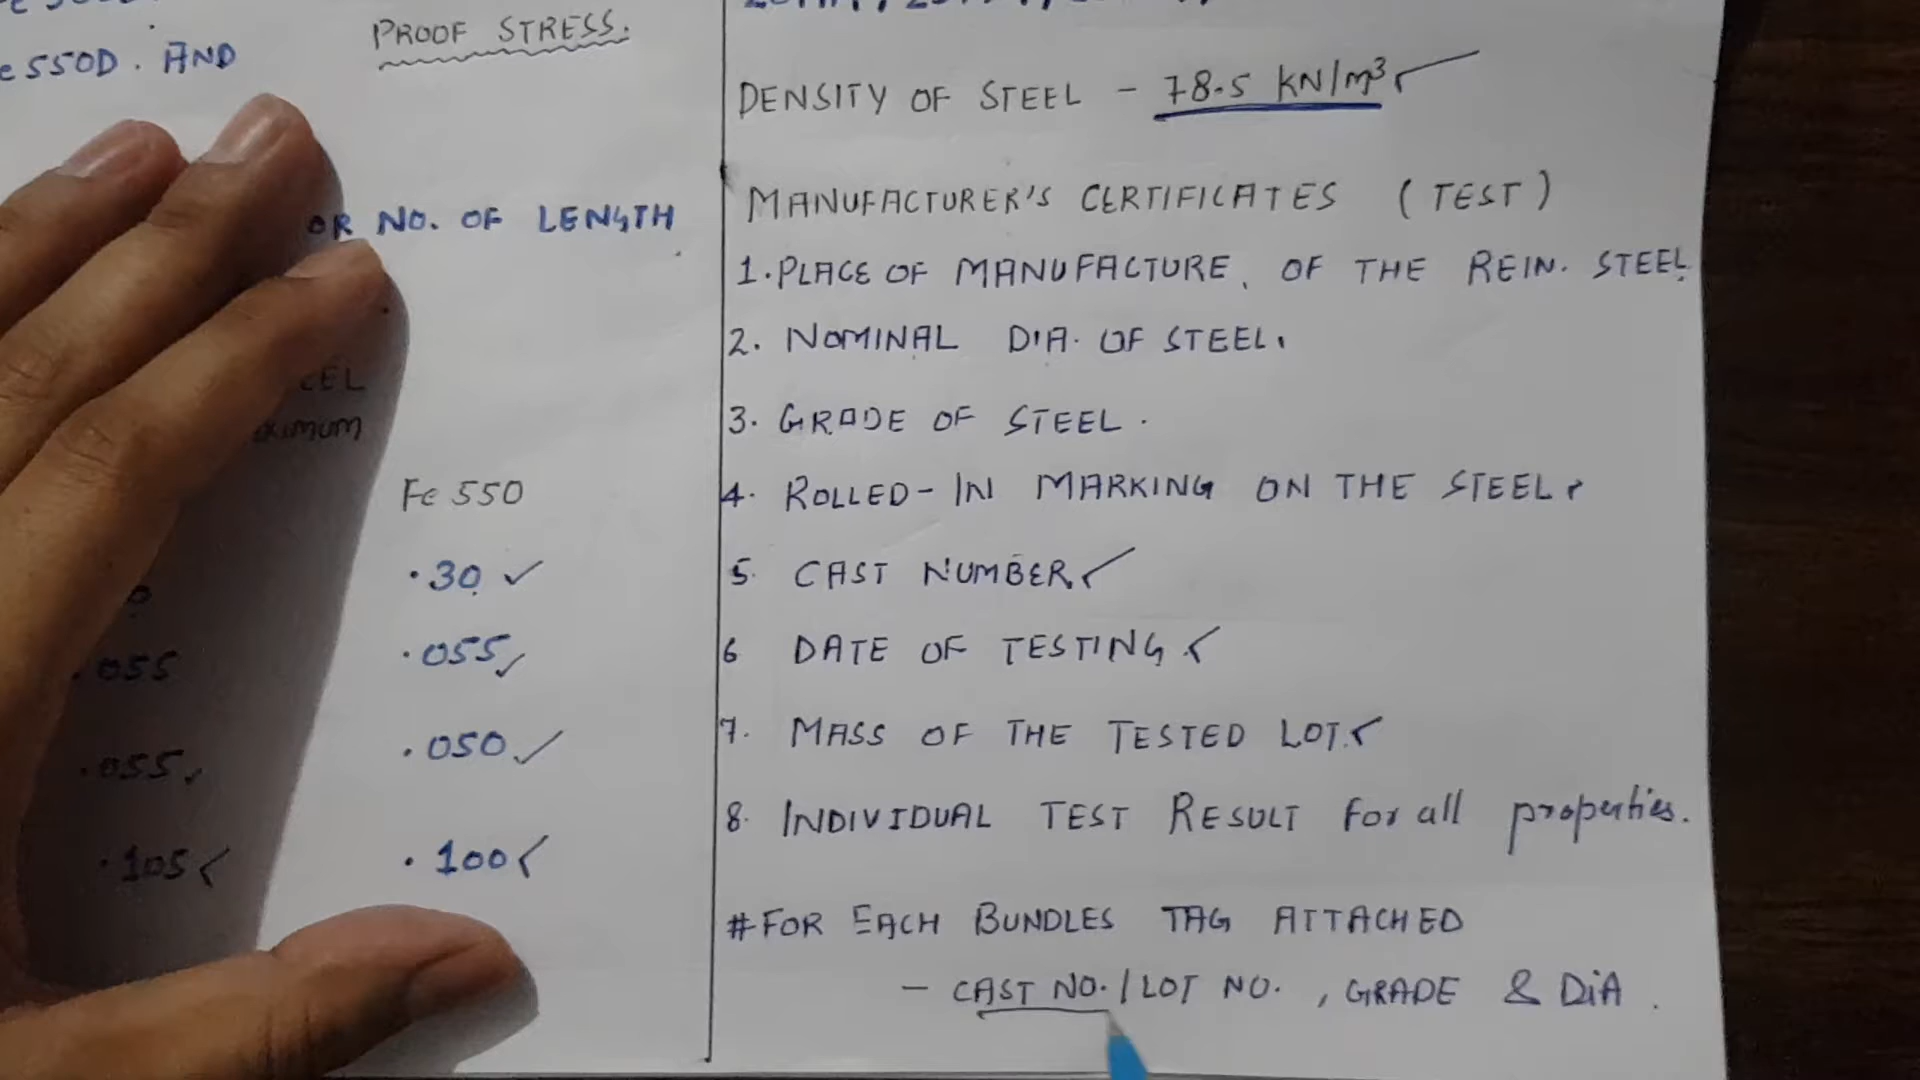 e 550D. AND
PROOF STRESS.
OR NO. OF LENGTH
Fe 550
.30
.055
.055
.050
.055
.100
.105
DENSITY OF STEEL - 78.5 KN/m³
MANUFACTURER'S CERTIFICATES (TEST)
1. PLACE OF MANUFACTURE, OF THE REIN. STEEL
2. NOMINAL DIA. OF STEEL.
3. GRADE OF STEEL.
4. ROLLED-IN MARKING ON THE STEEL.
5. CAST NUMBER
6 DATE OF TESTING
7. MASS OF THE TESTED LOT.
8. INDIVIDUAL TEST RESULT for all properties.
# FOR EACH BUNDLES TAG ATTACHED
- CAST NO./LOT NO., GRADE & DIA.